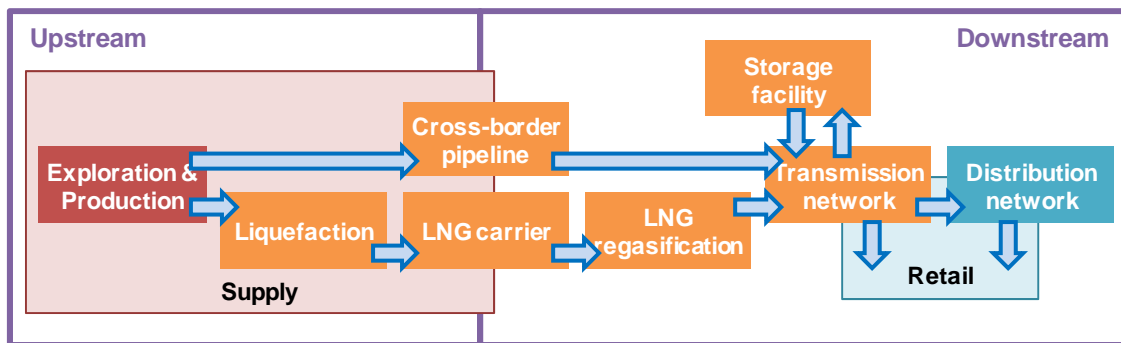 Upstream
Downstream
Storage
facility
Cross-border
pipeline
Exploration &
Production
Transmission
network
Distribution
network
Liquefaction
LNG carrier
LNG
regasification
Supply
Retail